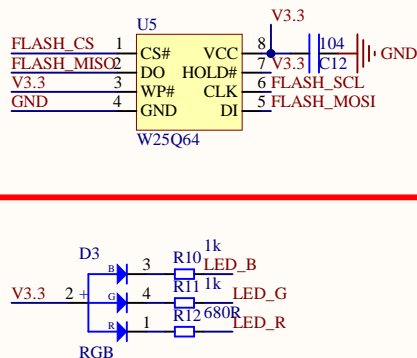 U5
V3.3
FLASH_CS 1 CS# VCC 8 104 GND
FLASH_MISO 2 DO HOLD# 7 V3.3 C12
V3.3 3 WP# CLK 6 FLASH_SCL
GND 4 GND DI 5 FLASH_MOSI
W25Q64
D3
B 3 R10 1k LED_B
V3.3 2 + G 4 R11 1k LED_G
R 1 R12 680R LED_R
RGB